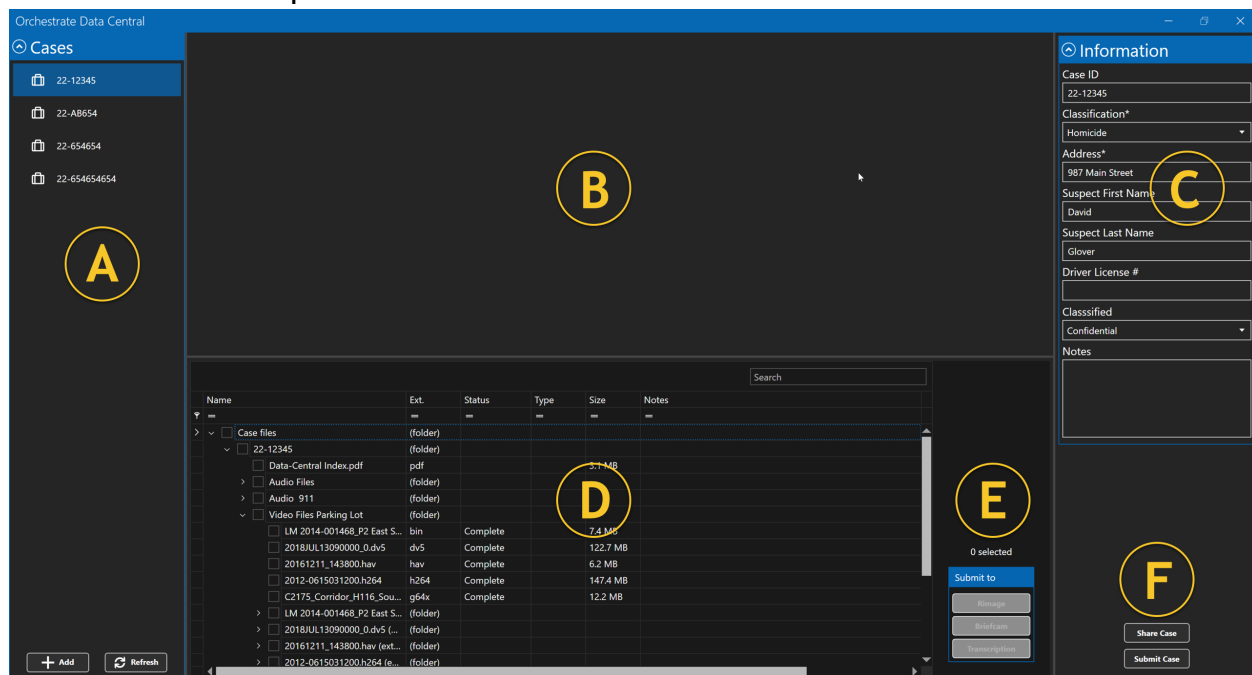 Orchestrate Data Central
Cases
22-12345
22-AB654
22-654654
22-654654654
A
Add
Refresh
B
Search
Name Ext. Status Type Size Notes
= = = = = =
Case files (folder)
22-12345 (folder)
Data-Central Index.pdf pdf 3.1 MB
Audio Files (folder)
Audio 911 (folder)
Video Files Parking Lot (folder)
LM 2014-001468_P2 East S... bin Complete 7.4 MB
2018JUL13090000_0.dv5 dv5 Complete 122.7 MB
20161211_143800.hav hav Complete 6.2 MB
2012-0615031200.h264 h264 Complete 147.4 MB
C2175_Corridor_H116_Sou... g64x Complete 12.2 MB
LM 2014-001468_P2 East S... (folder)
2018JUL13090000_0.dv5 (... (folder)
20161211_143800.hav (ext... (folder)
2012-0615031200.h264 (e... (folder)
D
E
0 selected
Submit to
Rimage
Briefcam
Transcription
Information
Case ID
22-12345
Classification*
Homicide
Address*
987 Main Street
Suspect First Name
David
Suspect Last Name
Glover
Driver License #
Classsified
Confidential
Notes
C
F
Share Case
Submit Case